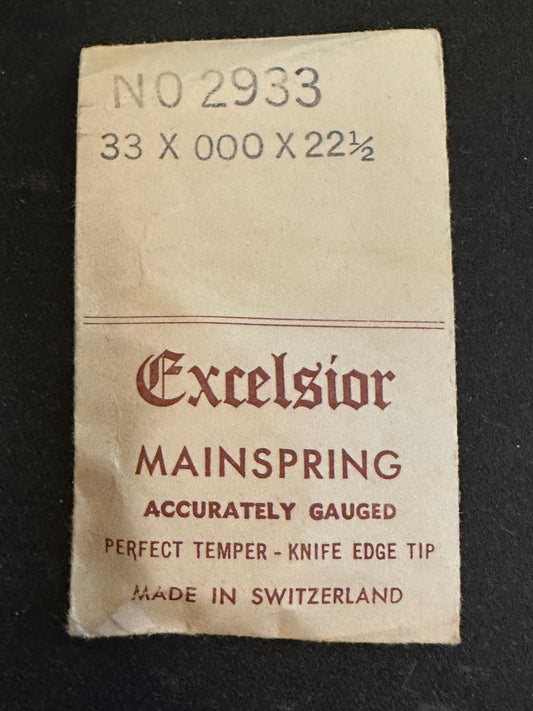 NO 2933
33 X 000 X 22½
Excelsior
MAINSPRING
ACCURATELY GAUGED
PERFECT TEMPER - KNIFE EDGE TIP
MADE IN SWITZERLAND